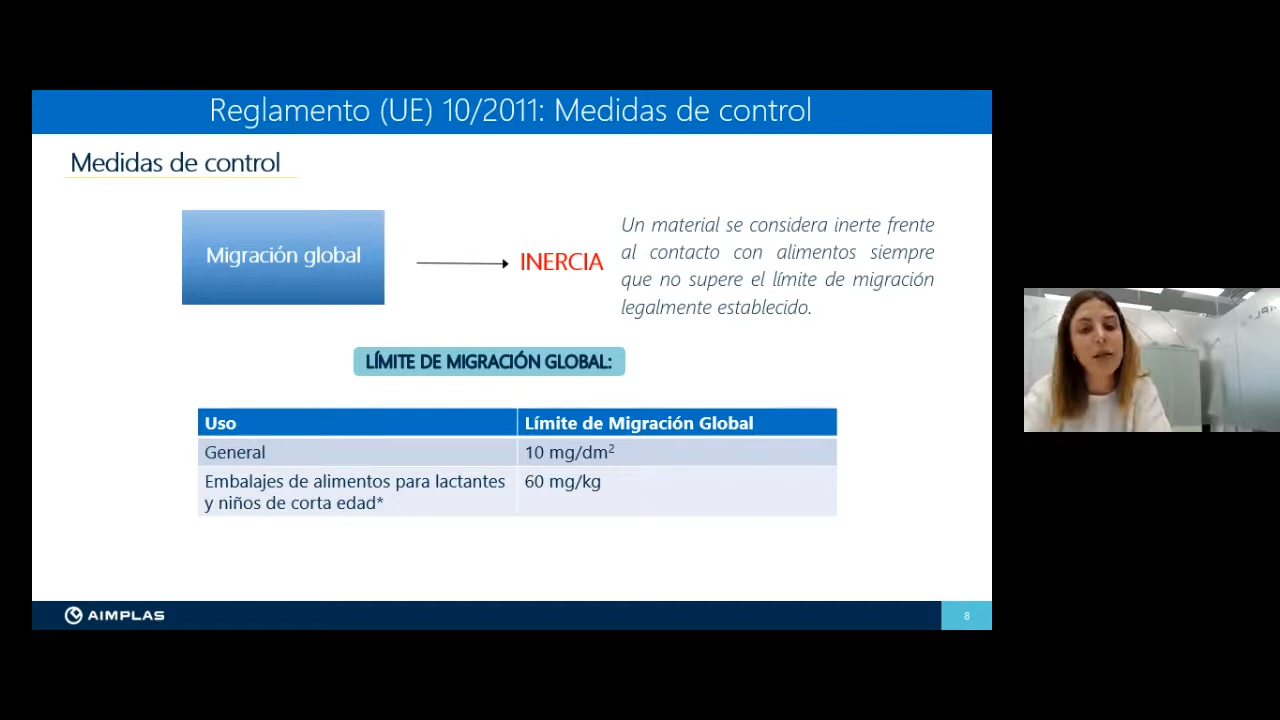 Reglamento (UE) 10/2011: Medidas de control
Medidas de control
Migración global
INERCIA
Un material se considera inerte frente
al contacto con alimentos siempre
que no supere el límite de migración
legalmente establecido.
LÍMITE DE MIGRACIÓN GLOBAL:
Uso
Límite de Migración Global
General
10 mg/dm²
Embalajes de alimentos para lactantes
y niños de corta edad*
60 mg/kg
AIMPLAS
8